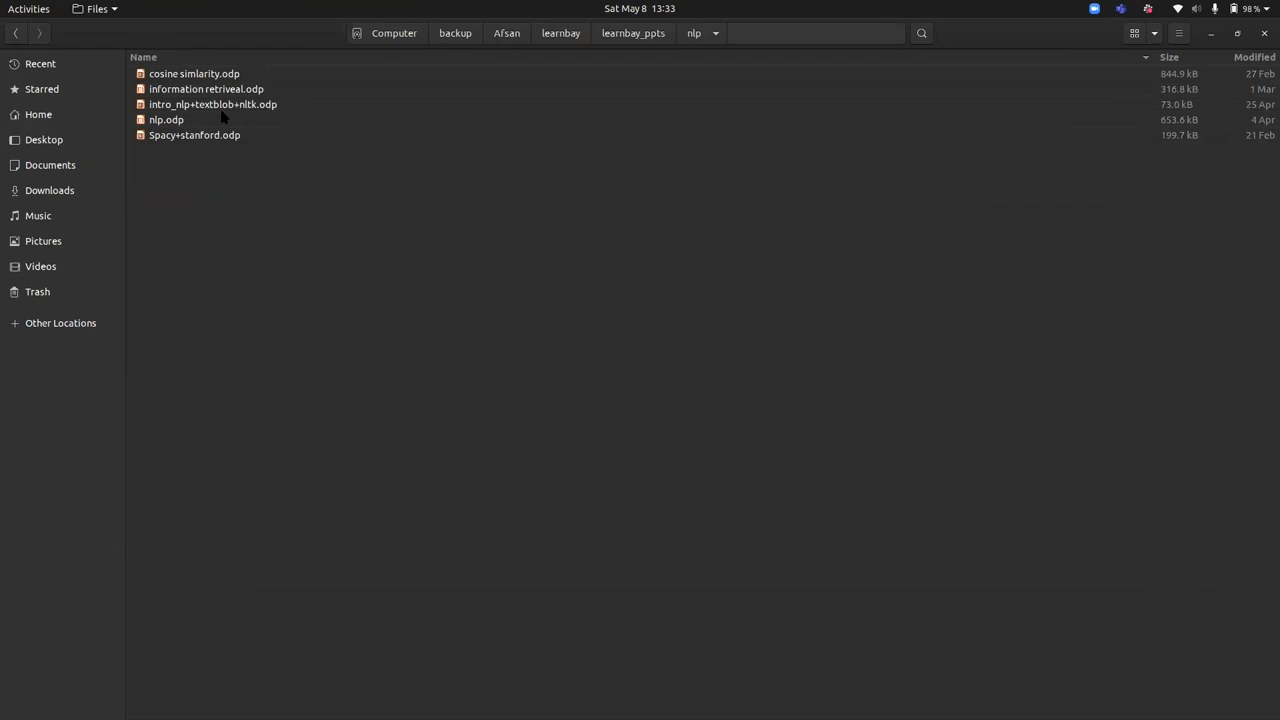 Activities Files Sat May 8 13:33 98 %
Computer backup Afsan learnbay learnbay_ppts nlp
Name Size Modified
Recent
Starred
Home
Desktop
Documents
Downloads
Music
Pictures
Videos
Trash
Other Locations
cosine simlarity.odp 844.9 kB 27 Feb
information retriveal.odp 316.8 kB 1 Mar
intro_nlp+textblob+nltk.odp 73.0 kB 25 Apr
nlp.odp 653.6 kB 4 Apr
Spacy+stanford.odp 199.7 kB 21 Feb